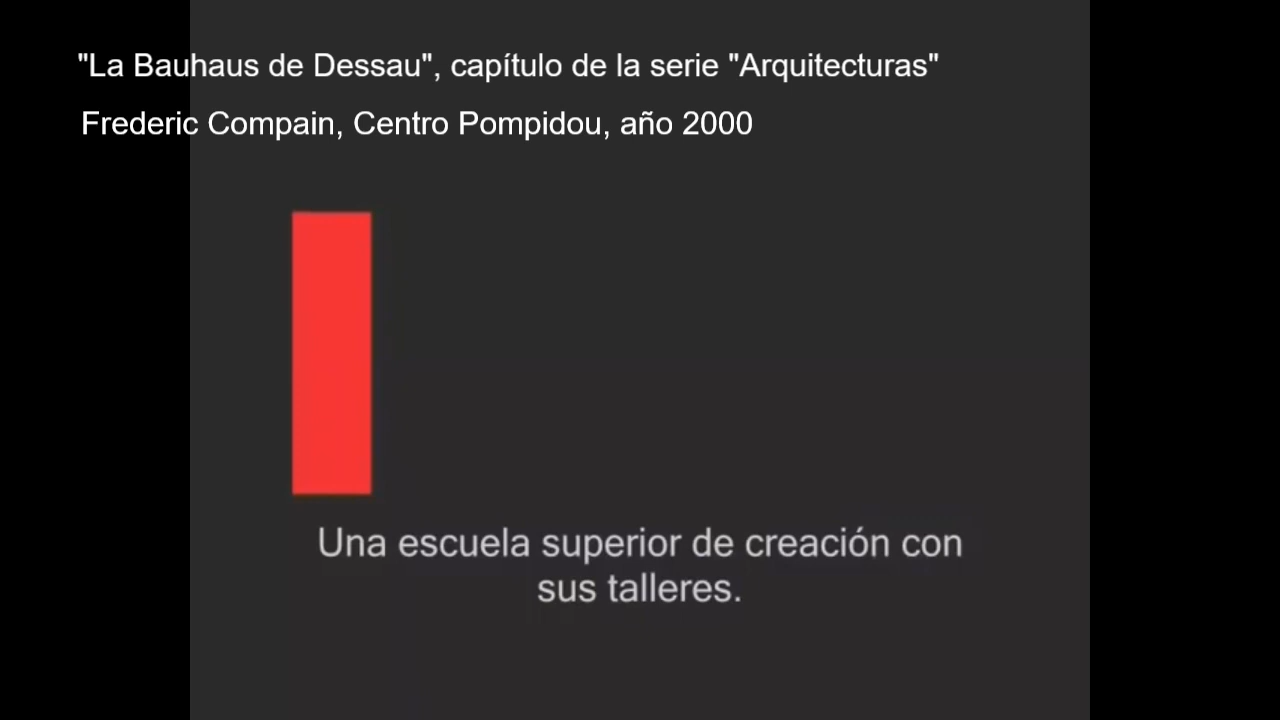 "La Bauhaus de Dessau", capítulo de la serie "Arquitecturas"
Frederic Compain, Centro Pompidou, año 2000
Una escuela superior de creación con
sus talleres.